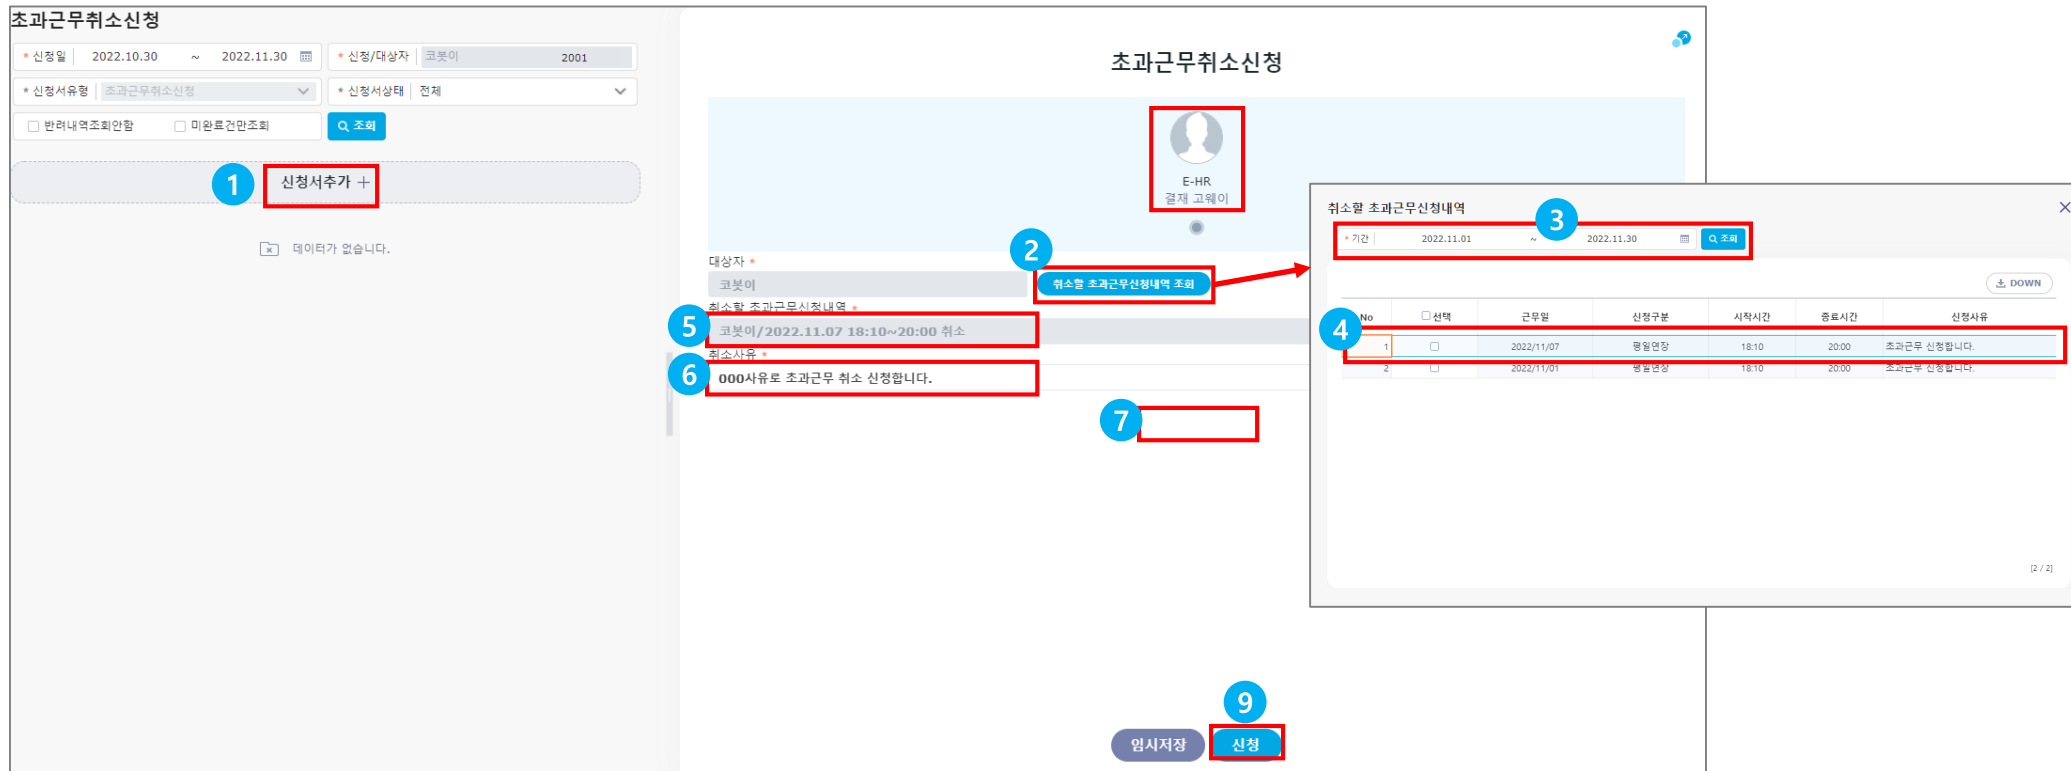 초과근무취소신청
* 신청일 2022.10.30 ~ 2022.11.30
* 신청/대상자 코봇이 2001
* 신청서유형 초과근무취소신청
* 신청서상태 전체
반려내역조회안함
미완료건만조회
조회
1
신청서추가 +
데이터가 없습니다.
초과근무취소신청
E-HR
결재 고웨이
대상자 *
코봇이
2
취소할 초과근무신청내역 조회
취소할 초과근무신청내역 *
5
코봇이/2022.11.07 18:10~20:00 취소
취소사유 *
6
000사유로 초과근무 취소 신청합니다.
7
9
임시저장
신청
취소할 초과근무신청내역
3
* 기간 2022.11.01 ~ 2022.11.30
조회
DOWN
4
No 선택 근무일 신청구분 시작시간 종료시간 신청사유
1 2022/11/07 평일연장 18:10 20:00 초과근무 신청합니다.
2 2022/11/01 평일연장 18:10 20:00 초과근무 신청합니다.
[2 / 2]